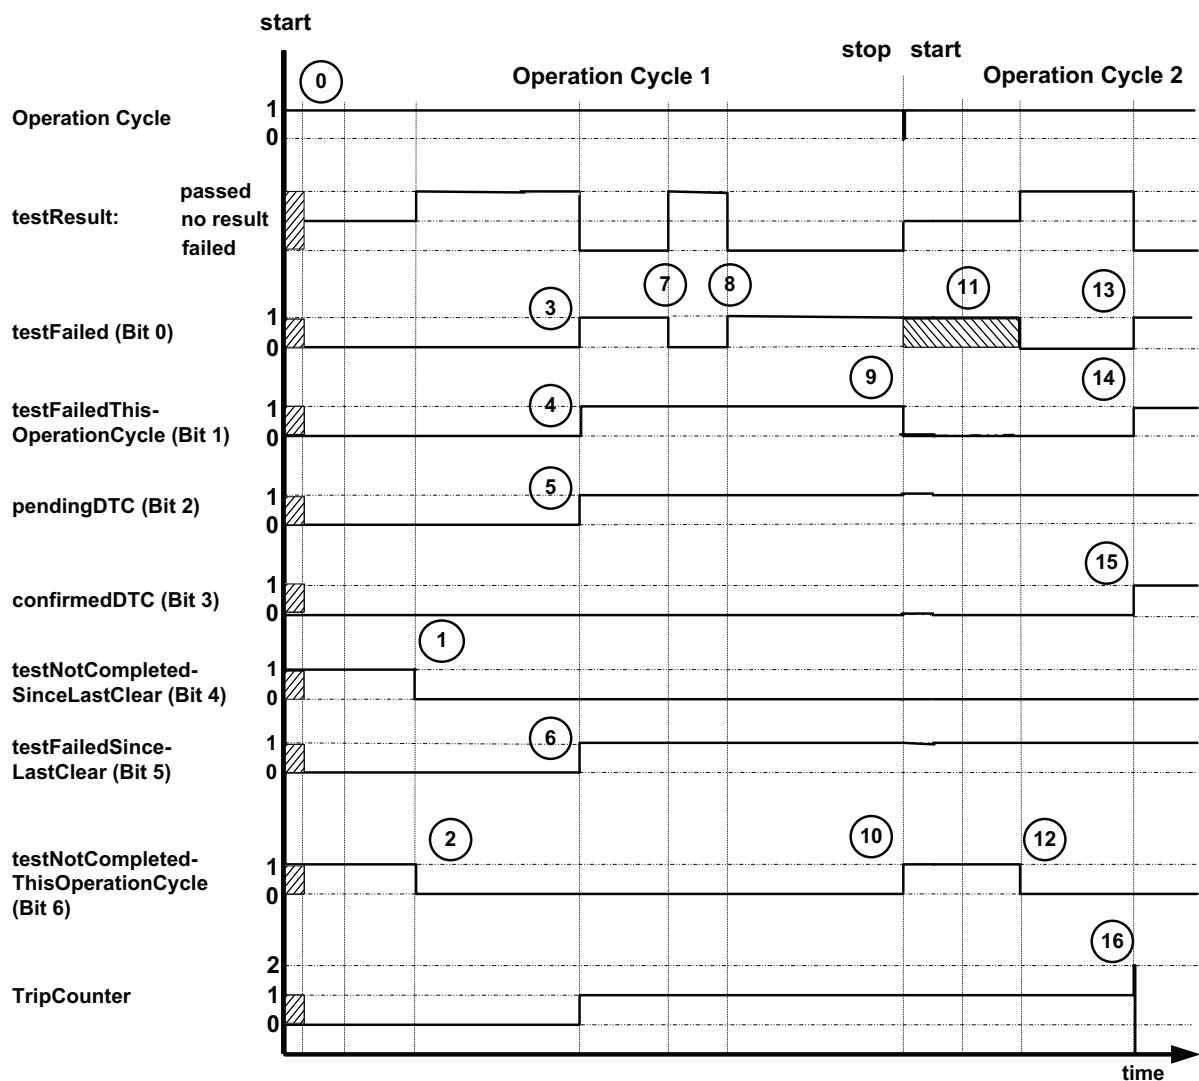 start
stop start
0
Operation Cycle 1
Operation Cycle 2
Operation Cycle
1
0
testResult:
passed
no result
failed
7
8
11
13
3
testFailed (Bit 0)
1
0
9
14
4
testFailedThis-
OperationCycle (Bit 1)
1
0
5
pendingDTC (Bit 2)
1
0
15
confirmedDTC (Bit 3)
1
0
1
testNotCompleted-
SinceLastClear (Bit 4)
1
0
6
testFailedSince-
LastClear (Bit 5)
1
0
2
10
12
testNotCompleted-
ThisOperationCycle
(Bit 6)
1
0
16
TripCounter
2
1
0
time